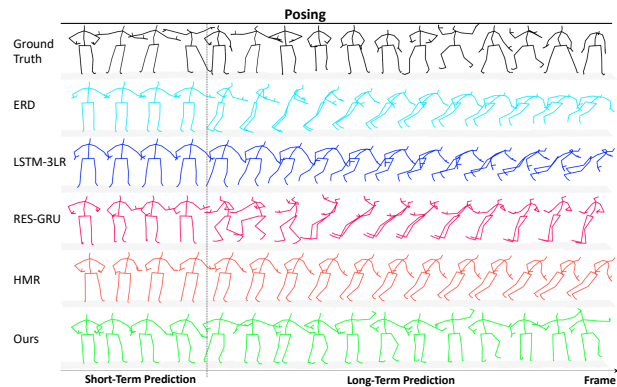 Posing
Ground
Truth
ERD
LSTM-3LR
RES-GRU
HMR
Ours
Short-Term Prediction
Long-Term Prediction
Frame